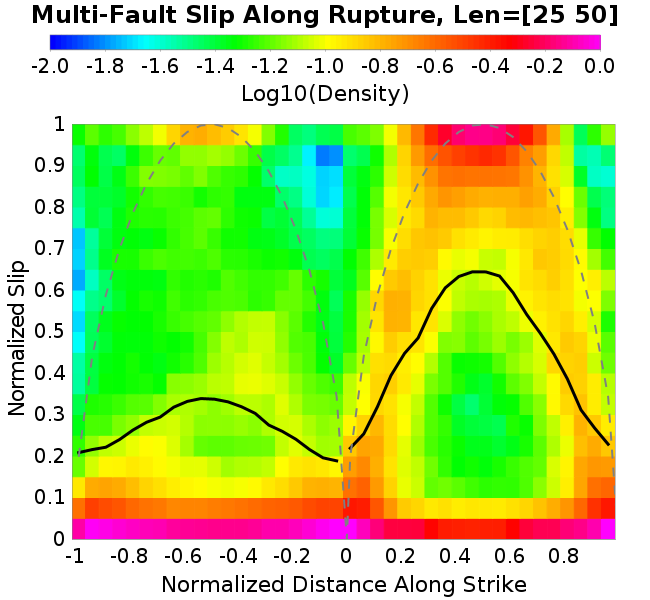 Multi-Fault Slip Along Rupture, Len=[25 50]
-2.0 -1.8 -1.6 -1.4 -1.2 -1.0 -0.8 -0.6 -0.4 -0.2 0.0
Log10(Density)
Normalized Slip
1
0.9
0.8
0.7
0.6
0.5
0.4
0.3
0.2
0.1
0
-1 -0.8 -0.6 -0.4 -0.2 0 0.2 0.4 0.6 0.8
Normalized Distance Along Strike